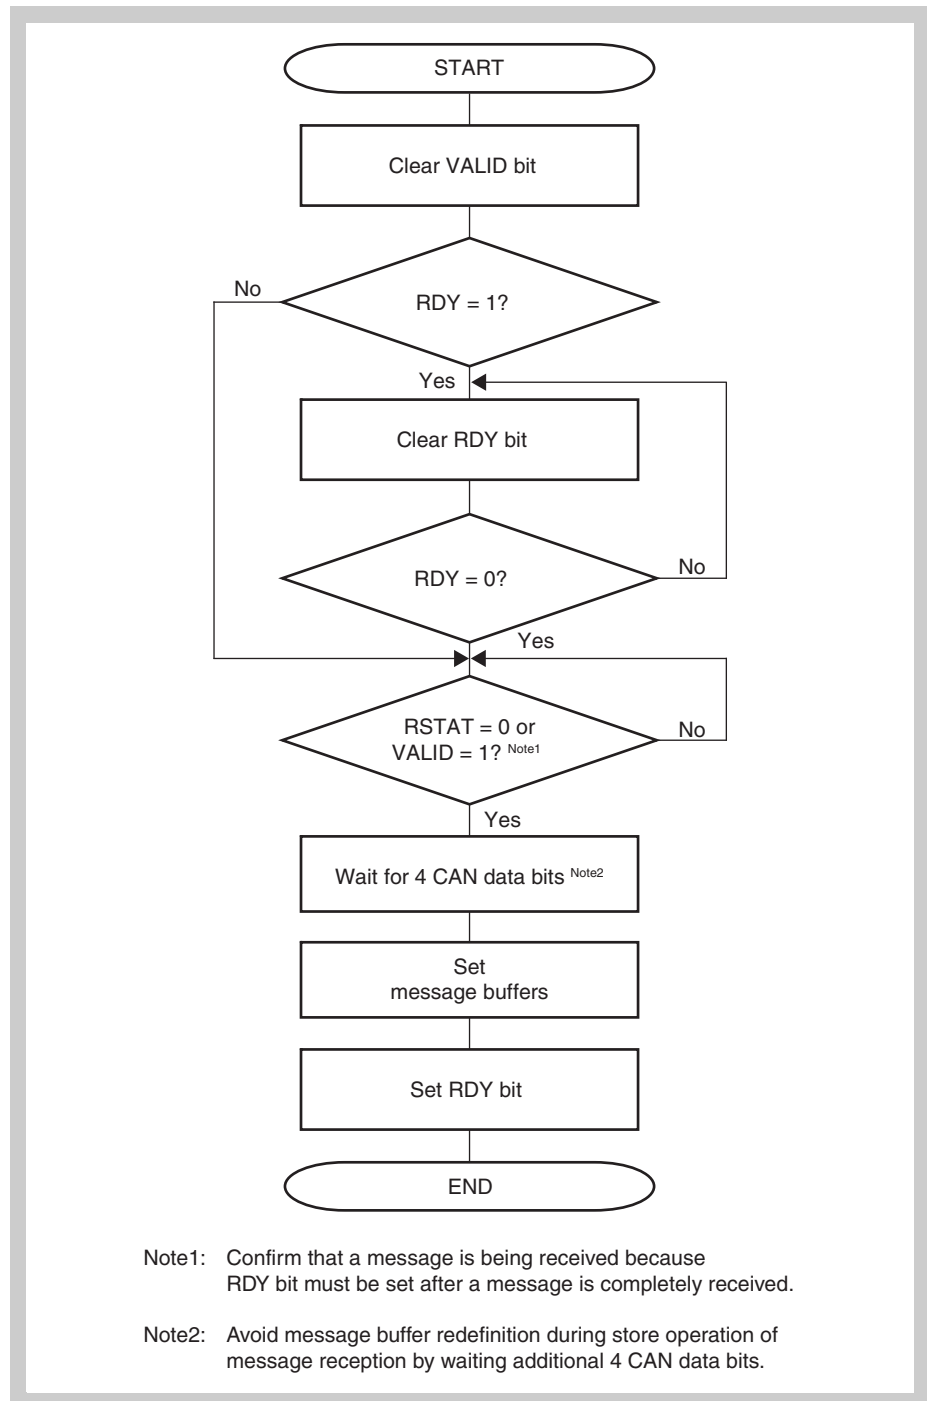 START
Clear VALID bit
RDY = 1?
No
Yes
Clear RDY bit
RDY = 0?
No
Yes
RSTAT = 0 or
VALID = 1? Note1
No
Yes
Wait for 4 CAN data bits Note2
Set
message buffers
Set RDY bit
END
Note1: Confirm that a message is being received because
RDY bit must be set after a message is completely received.
Note2: Avoid message buffer redefinition during store operation of
message reception by waiting additional 4 CAN data bits.